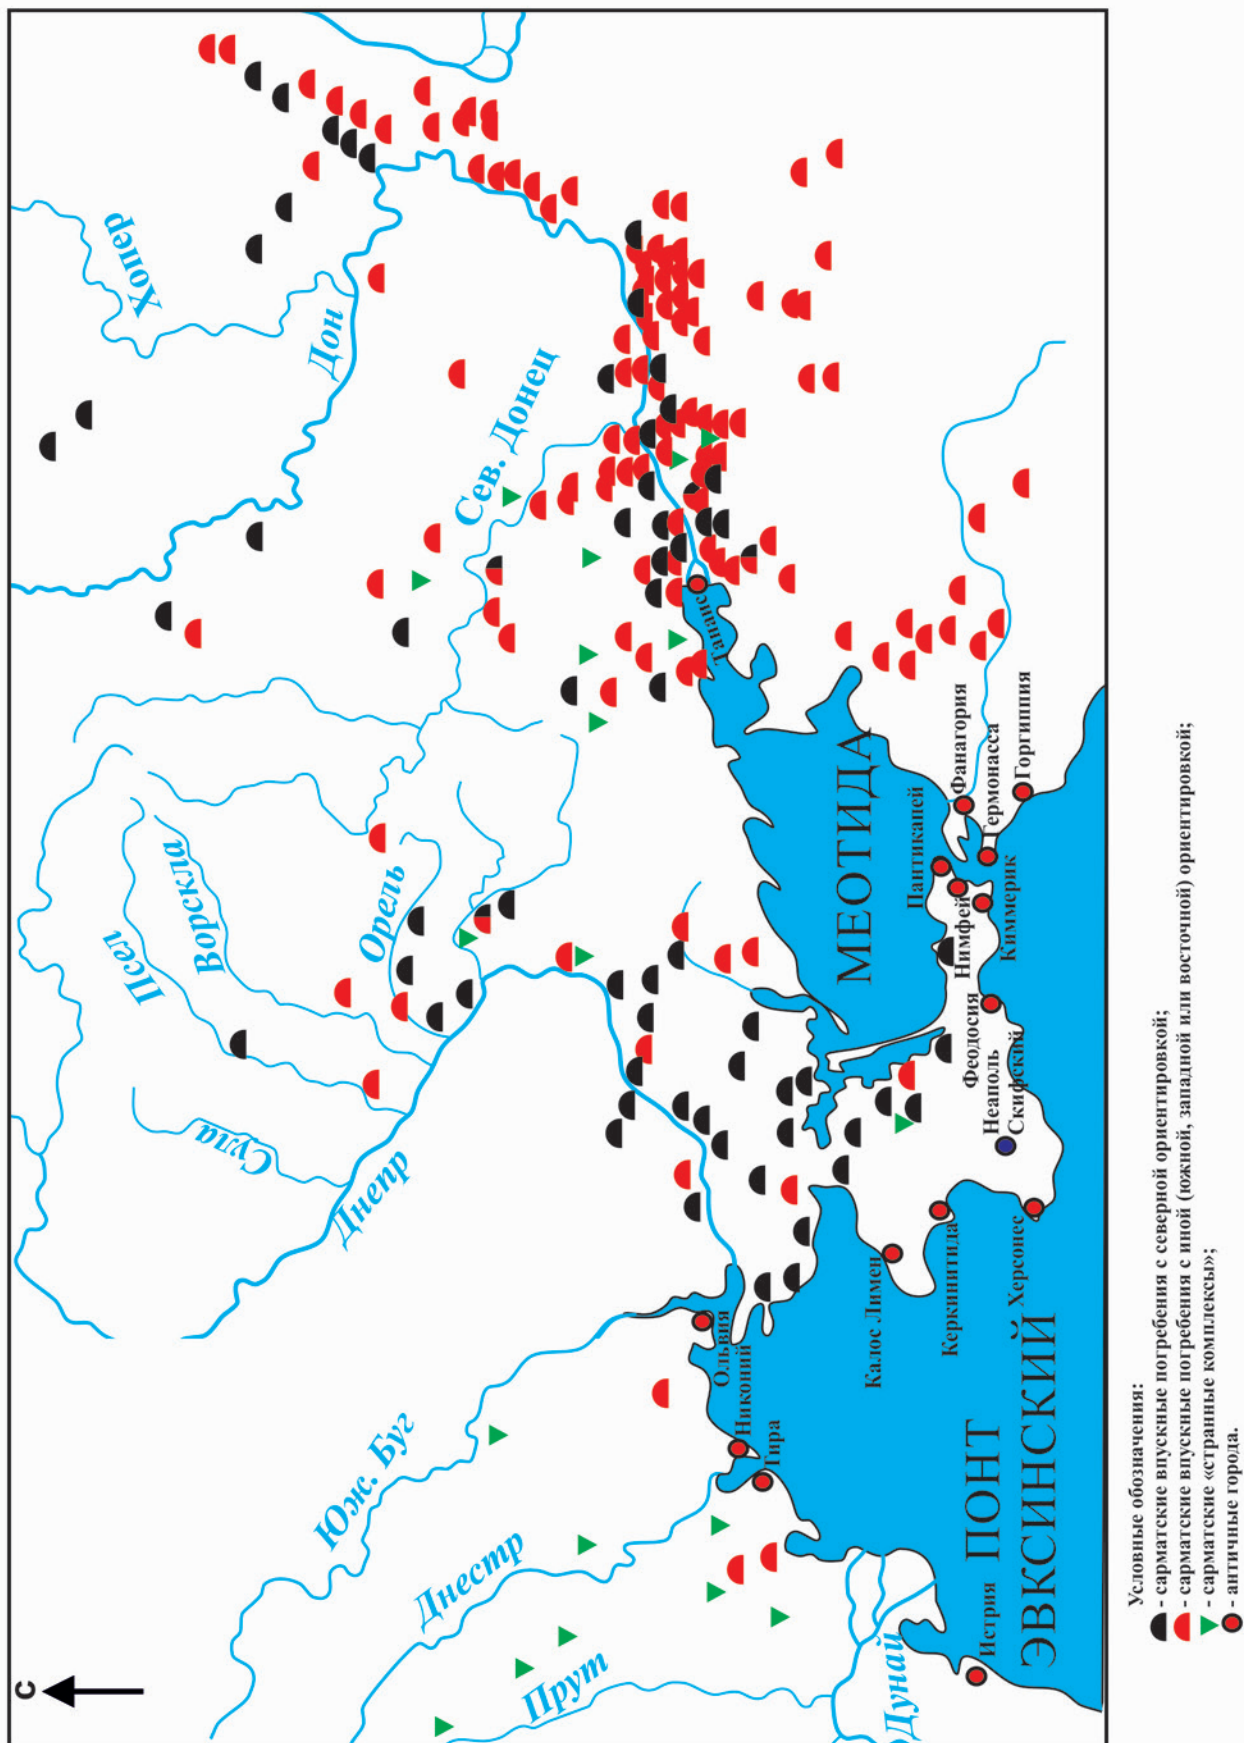 С
Хопер
Дон
Сев. Донец
Псел
Ворскла
Орель
Сула
Днепр
Юж. Буг
Днестр
Прут
Дунай
Танаис
МЕОТИДА
Фанагория
Пантикапей
Гермонасса
Горгиппия
Нимфей
Киммерик
Феодосия
Неаполь
Скифский
Ольвия
Никоний
Тира
Калос Лимен
Керкинитида
Херсонес
Истрия
ПОНТ
ЭВКСИНСКИЙ
Условные обозначения:
- сарматские впускные погребения с северной ориентировкой;
- сарматские впускные погребения с иной (южной, западной или восточной) ориентировкой;
- сарматские «странные комплексы»;
- античные города.